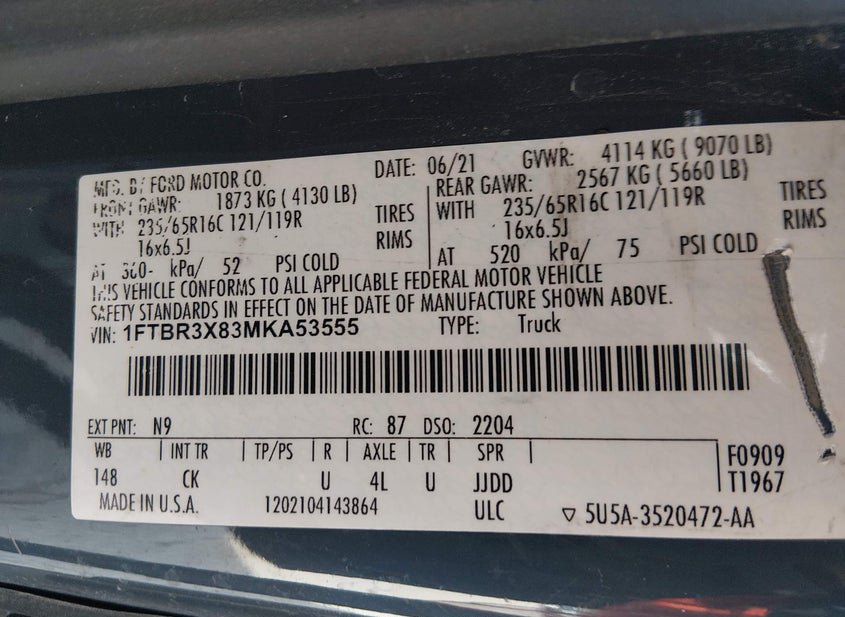 MFG. BY FORD MOTOR CO. DATE: 06/21 GVWR: 4114 KG ( 9070 LB)
FRONT GAWR: 1873 KG ( 4130 LB) REAR GAWR: 2567 KG ( 5660 LB)
WITH 235/65R16C 121/119R TIRES WITH 235/65R16C 121/119R TIRES
16x6.5J RIMS 16x6.5J RIMS
AT 360- kPa/ 52 PSI COLD AT 520 kPa/ 75 PSI COLD
THIS VEHICLE CONFORMS TO ALL APPLICABLE FEDERAL MOTOR VEHICLE
SAFETY STANDARDS IN EFFECT ON THE DATE OF MANUFACTURE SHOWN ABOVE.
VIN: 1FTBR3X83MKA53555 TYPE: Truck
EXT PNT: N9 RC: 87 DSO: 2204
WB INT TR TP/PS R AXLE TR SPR F0909
148 CK U 4L U JJDD T1967
MADE IN U.S.A. 1202104143864 ULC ▽ 5U5A-3520472-AA